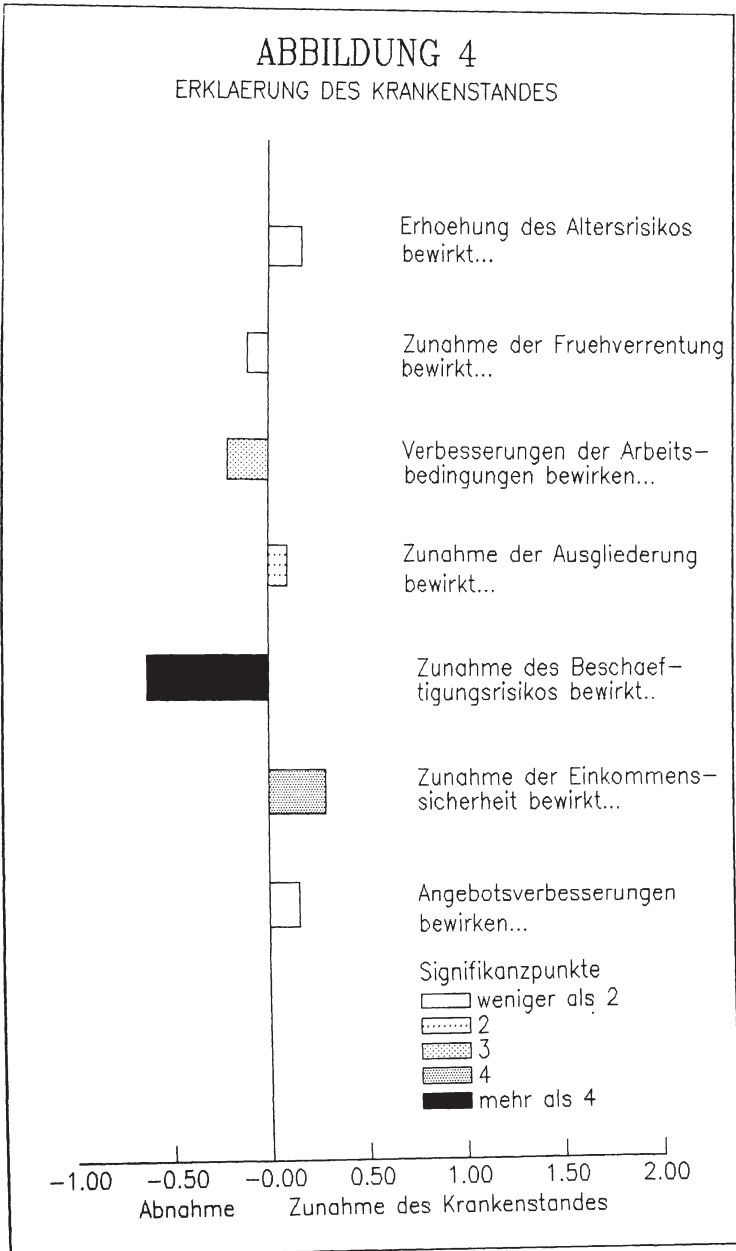 ABBILDUNG 4
ERKLAERUNG DES KRANKENSTANDES
Erhoehung des Altersrisikos
bewirkt...
Zunahme der Fruehverrentung
bewirkt...
Verbesserungen der Arbeits-
bedingungen bewirken...
Zunahme der Ausgliederung
bewirkt...
Zunahme des Beschaef-
tigungsrisikos bewirkt..
Zunahme der Einkommens-
sicherheit bewirkt...
Angebotsverbesserungen
bewirken...
Signifikanzpunkte
weniger als 2
2
3
4
mehr als 4
-1.00 -0.50 -0.00 0.50 1.00 1.50 2.00
Abnahme Zunahme des Krankenstandes